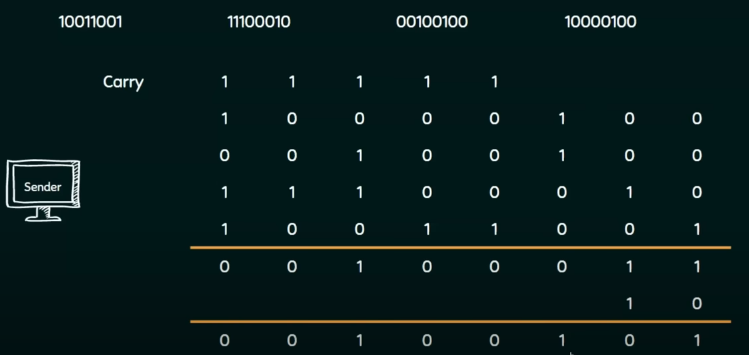 10011001 11100010 00100100 10000100
Carry 1 1 1 1 1
1 0 0 0 0 1 0 0
0 0 1 0 0 1 0 0
Sender
1 1 1 0 0 0 1 0
1 0 0 1 1 0 0 1
0 0 1 0 0 0 1 1
1 0
0 0 1 0 0 1 0 1